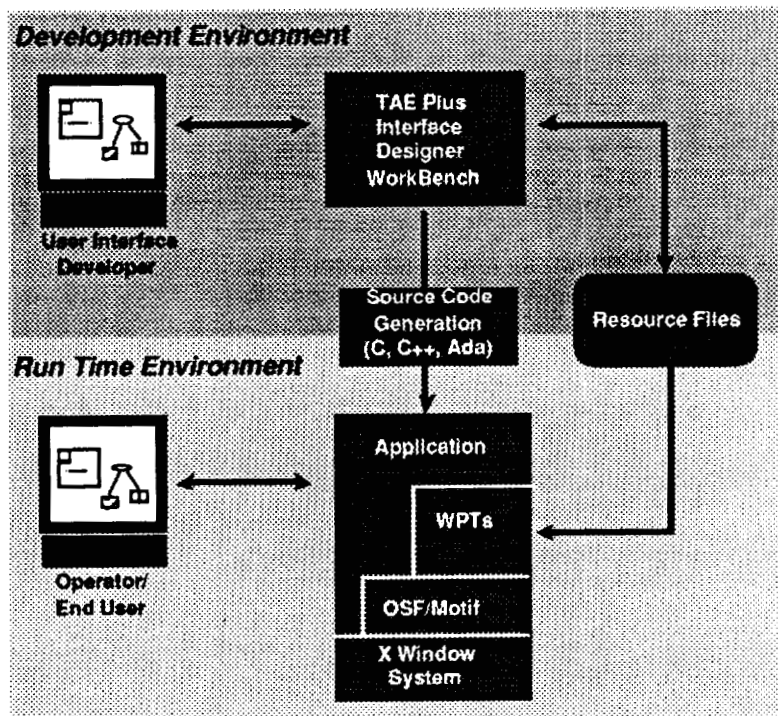 Development Environment
TAE Plus
Interface
Designer
WorkBench
User Interface
Developer
Source Code
Generation
(C, C++, Ada)
Resource Files
Run Time Environment
Application
WPTs
OSF/Motif
X Window
System
Operator/
End User